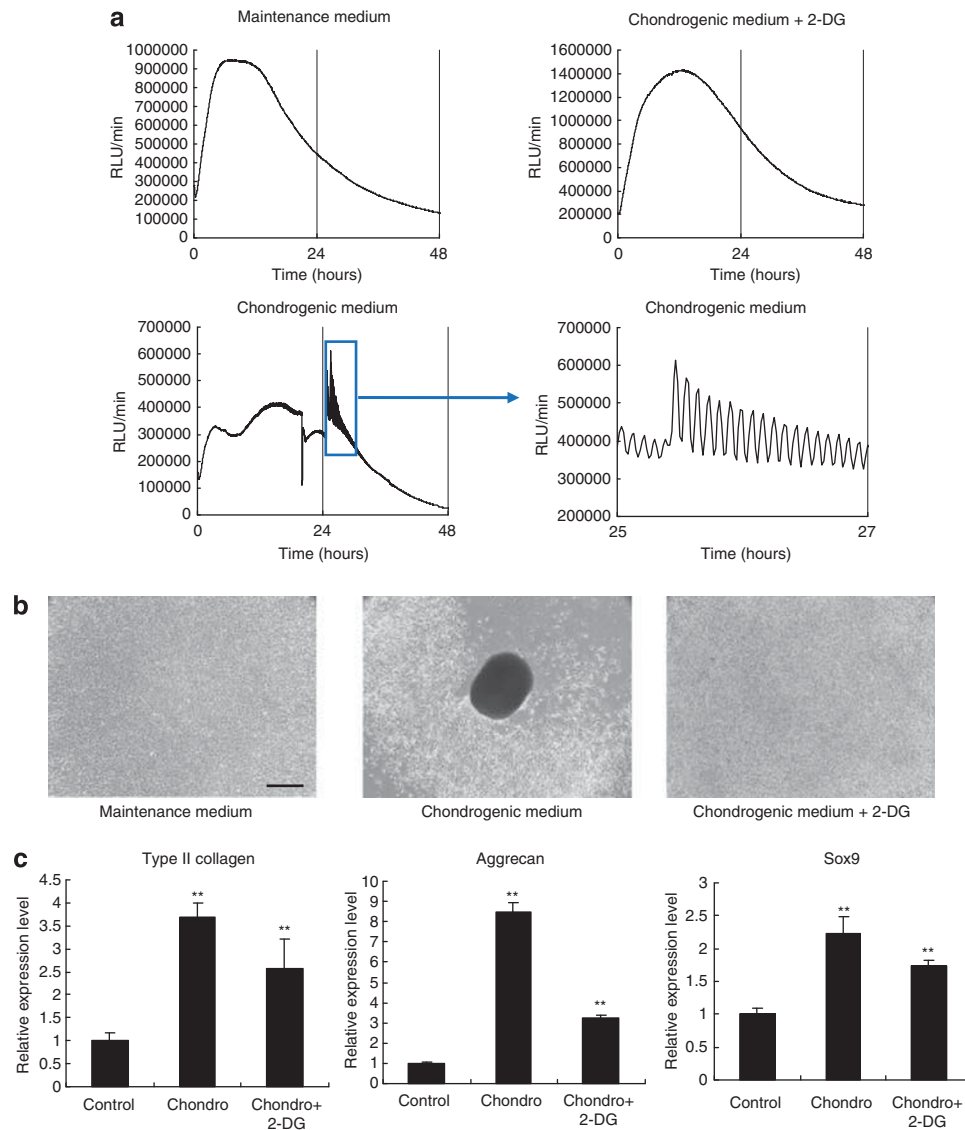 a
Maintenance medium
1000000
900000
800000
700000
600000
500000
400000
300000
200000
100000
0
RLU/min
0 24 48
Time (hours)
Chondrogenic medium + 2-DG
1600000
1400000
1200000
1000000
800000
600000
400000
200000
0
RLU/min
0 24 48
Time (hours)
Chondrogenic medium
700000
600000
500000
400000
300000
200000
100000
0
RLU/min
0 24 48
Time (hours)
Chondrogenic medium
700000
600000
500000
400000
300000
200000
RLU/min
25 27
Time (hours)
b
Maintenance medium
Chondrogenic medium
Chondrogenic medium + 2-DG
c
Type II collagen
4.5
4
3.5
3
2.5
2
1.5
1
0.5
0
Relative expression level
**
**
Control Chondro Chondro+
2-DG
Aggrecan
10
9
8
7
6
5
4
3
2
1
0
Relative expression level
**
**
Control Chondro Chondro+
2-DG
Sox9
3
2.5
2
1.5
1
0.5
0
Relative expression level
**
**
Control Chondro Chondro+
2-DG